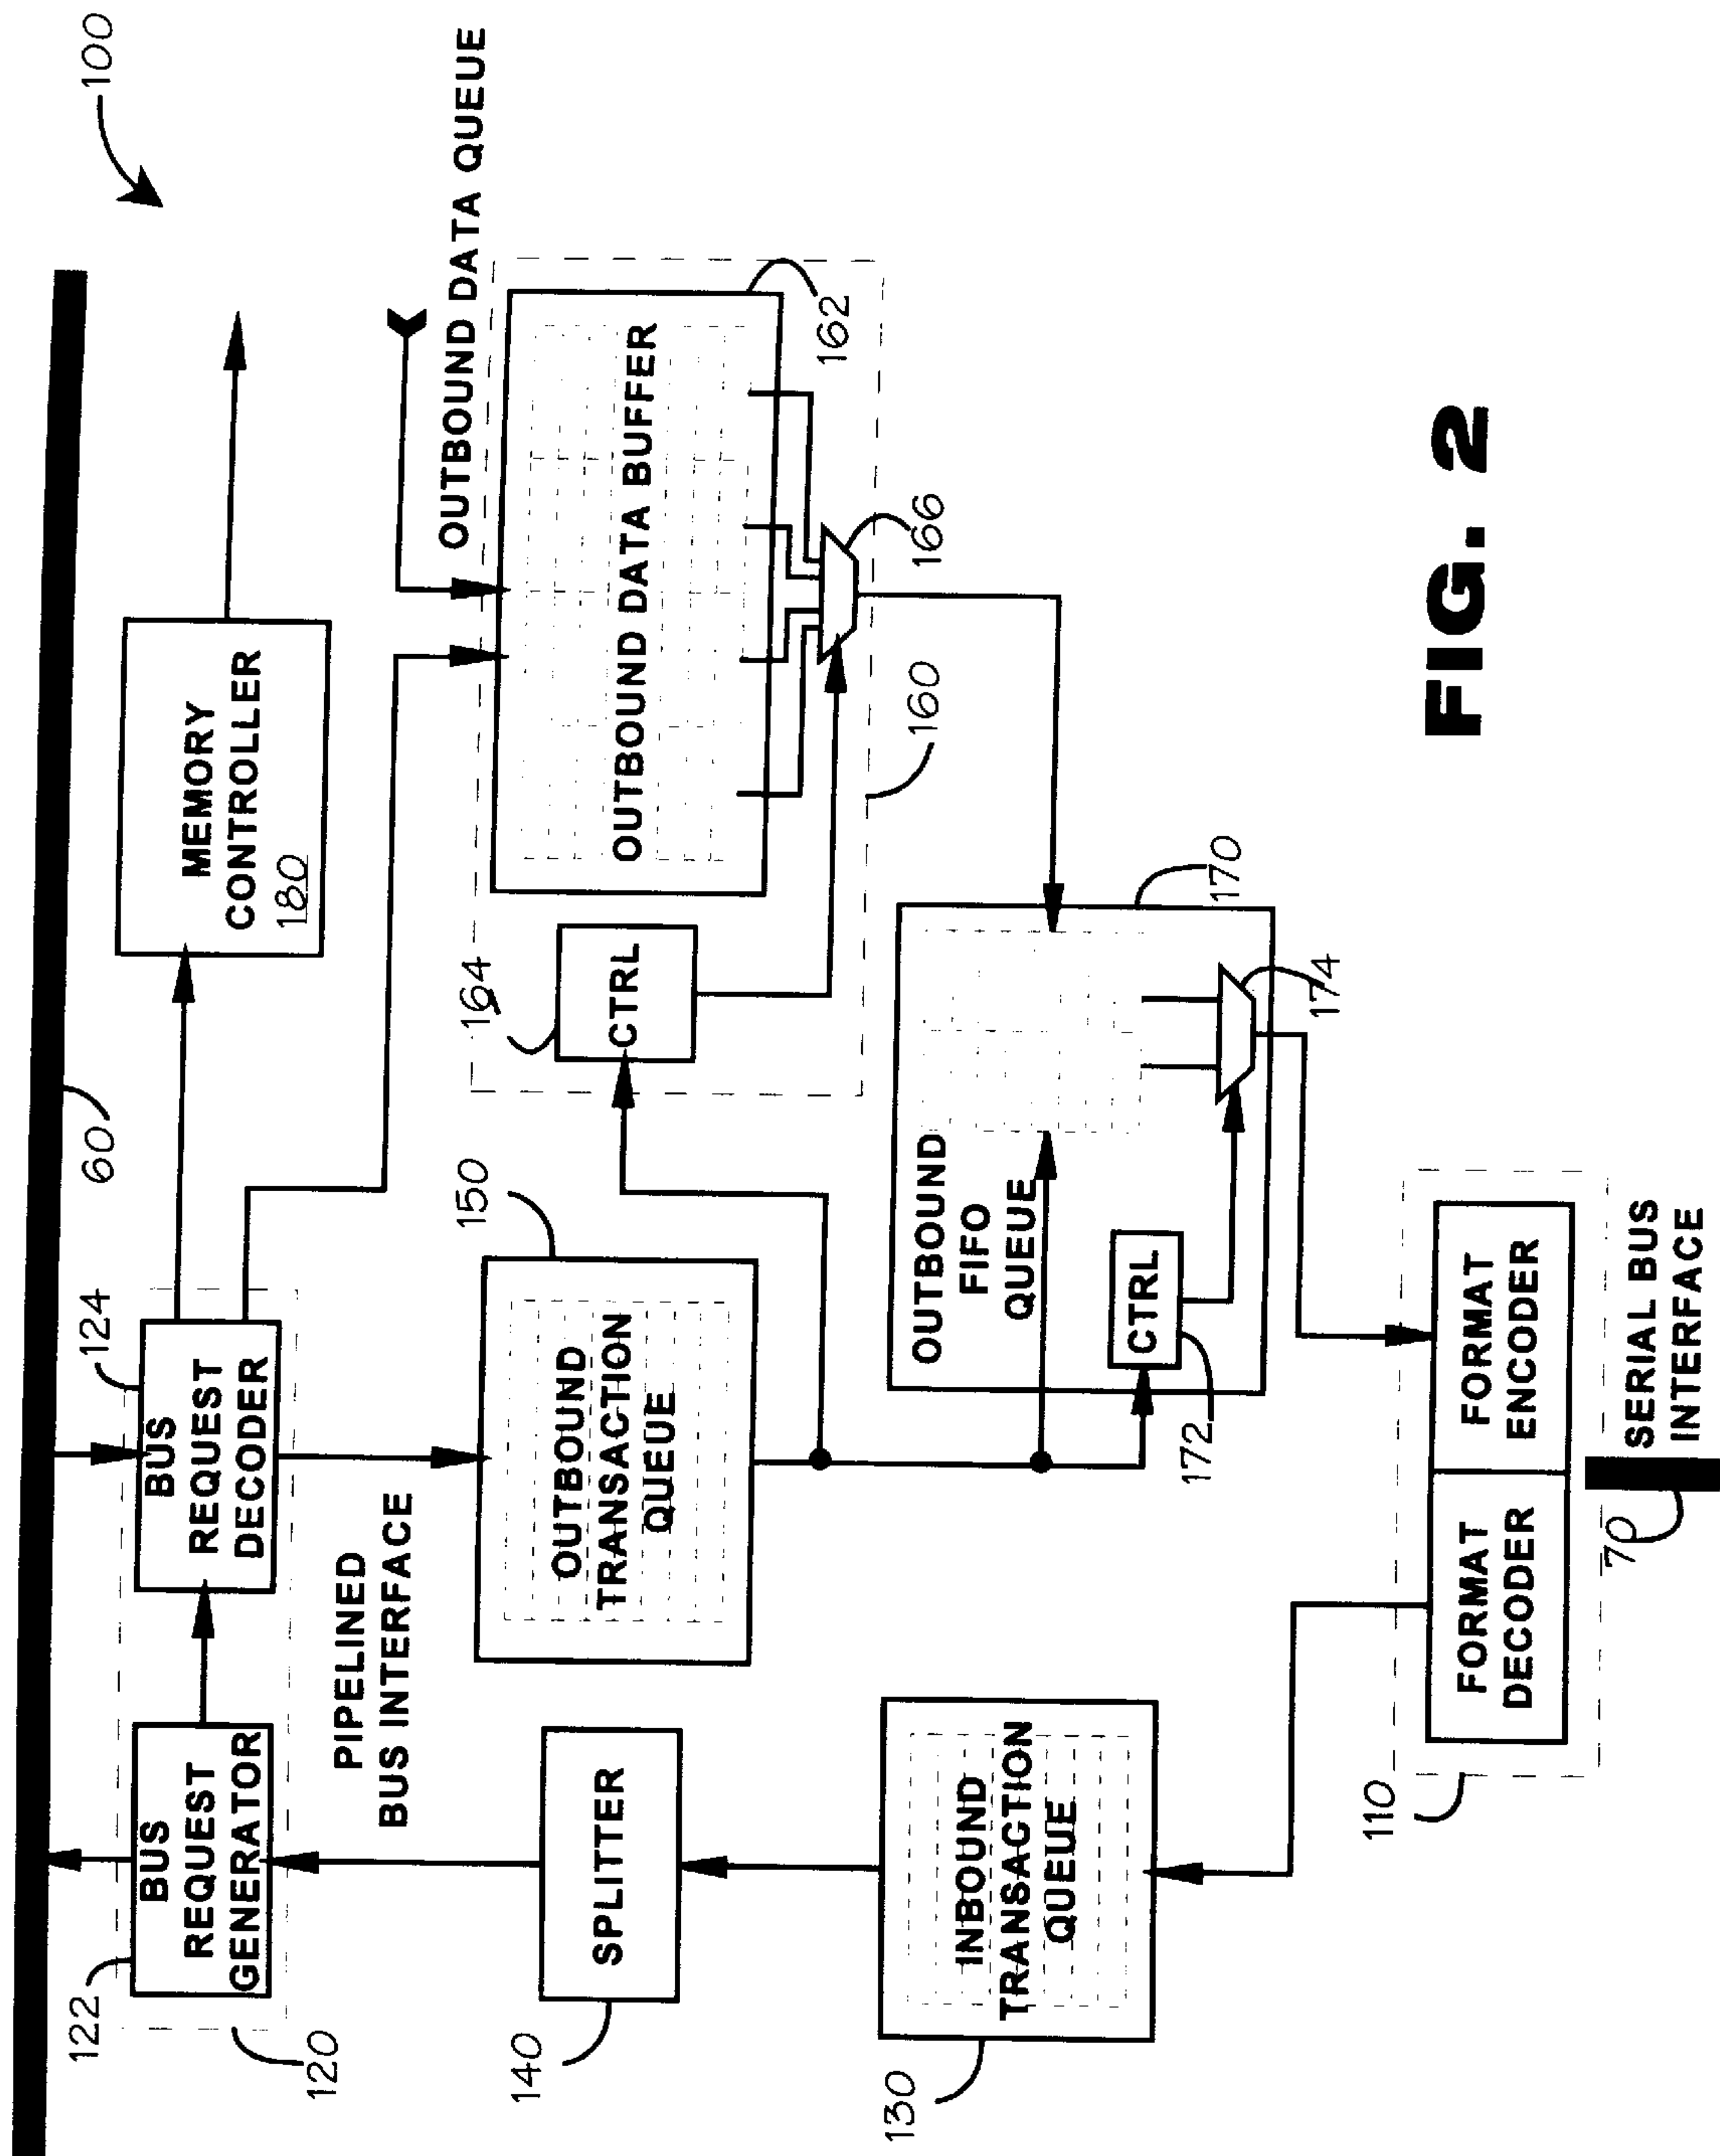 100
60
122
BUS
REQUEST
GENERATOR
120
124
BUS
REQUEST
DECODER
MEMORY
CONTROLLER
180
PIPELINED
BUS INTERFACE
OUTBOUND DATA QUEUE
140
SPLITTER
150
OUTBOUND
TRANSACTION
QUEUE
164
CTRL
OUTBOUND DATA BUFFER
162
166
160
130
INBOUND
TRANSACTION
QUEUE
OUTBOUND
FIFO
QUEUE
170
CTRL
172
174
110
FORMAT
DECODER
FORMAT
ENCODER
70
SERIAL BUS
INTERFACE
FIG. 2